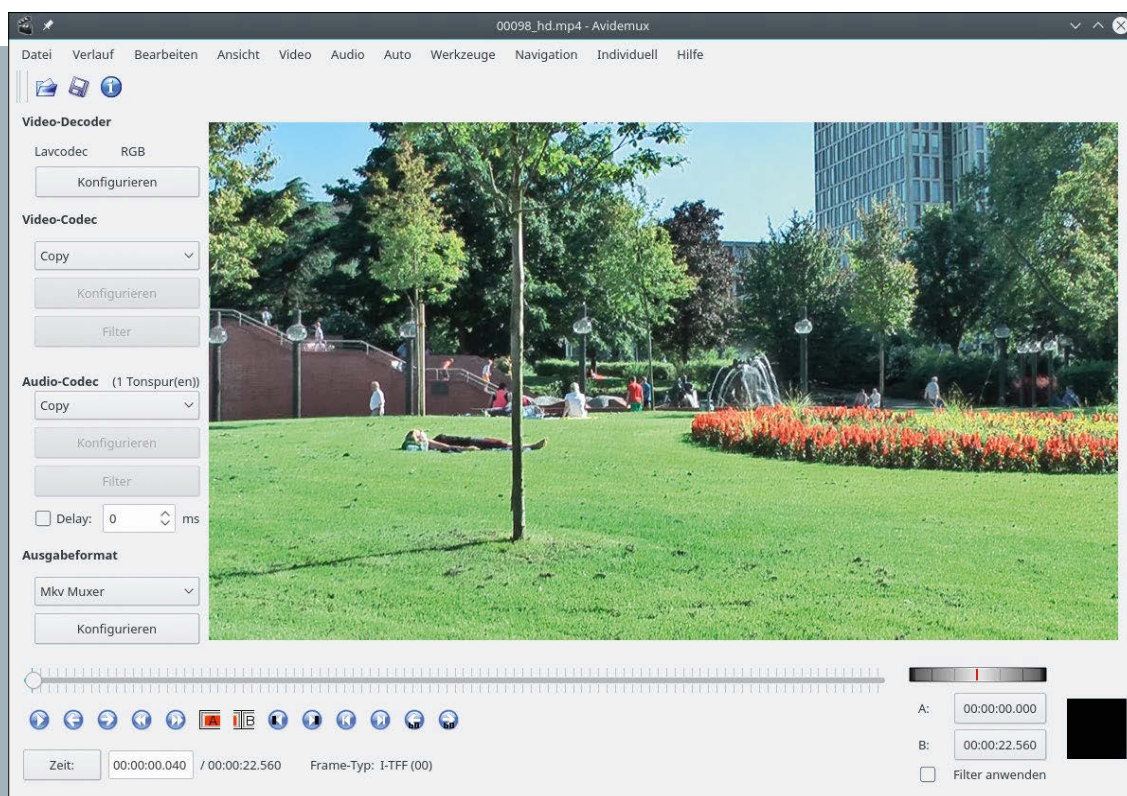 00098_hd.mp4 - Avidemux
Datei Verlauf Bearbeiten Ansicht Video Audio Auto Werkzeuge Navigation Individuell Hilfe
Video-Decoder
Lavcodec RGB
Konfigurieren
Video-Codec
Copy
Konfigurieren
Filter
Audio-Codec (1 Tonspur(en))
Copy
Konfigurieren
Filter
Delay: 0 ms
Ausgabeformat
Mkv Muxer
Konfigurieren
A B 60 60
A: 00:00:00.000
B: 00:00:22.560
Zeit: 00:00:00.040 / 00:00:22.560 Frame-Typ: I-TFF (00)
Filter anwenden